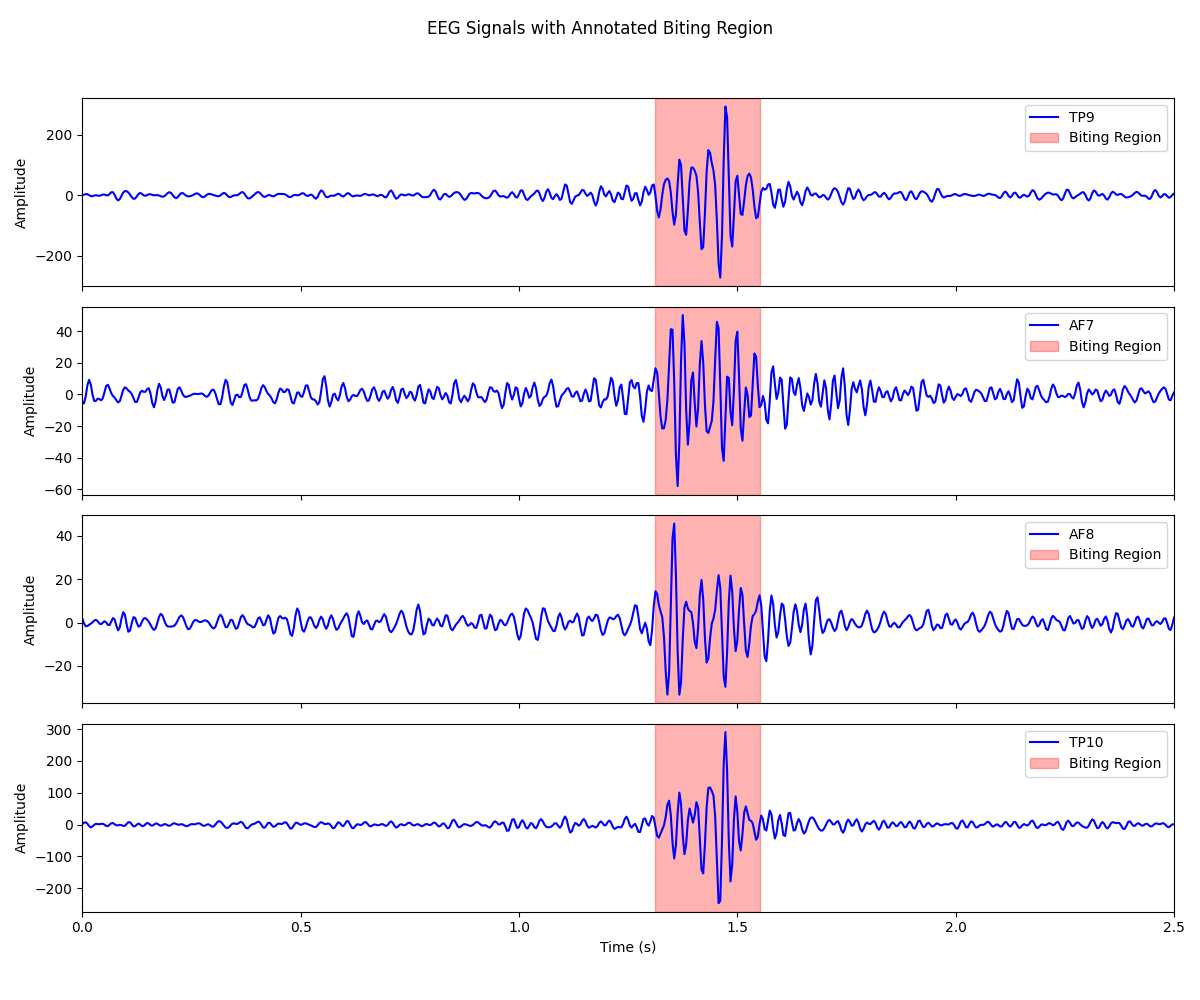 EEG Signals with Annotated Biting Region
TP9
Biting Region
200
0
−200
Amplitude
AF7
Biting Region
40
20
0
−20
−40
−60
Amplitude
AF8
Biting Region
40
20
0
−20
Amplitude
TP10
Biting Region
300
200
100
0
−100
−200
Amplitude
0.0 0.5 1.0 1.5 2.0 2.5
Time (s)